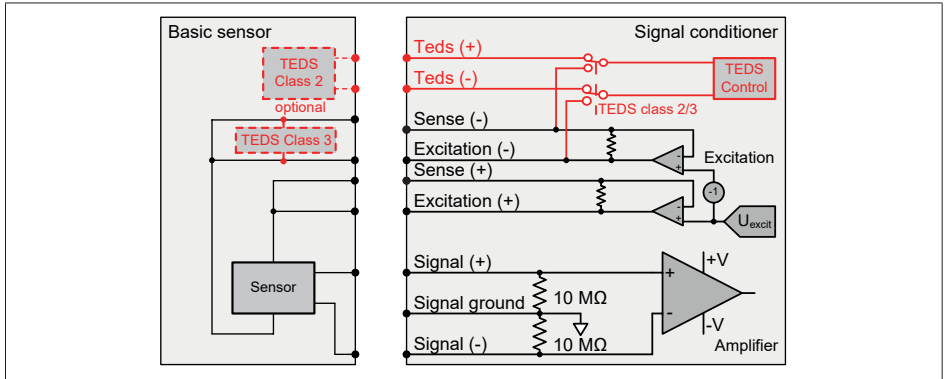 Basic sensor
TEDS
Class 2
optional
TEDS Class 3
Sensor
Signal conditioner
Teds (+)
Teds (-)
TEDS
Control
TEDS class 2/3
Sense (-)
Excitation (-)
Sense (+)
Excitation (+)
Excitation
-
+
-1
-
+
Uexcit
Signal (+)
+V
+
10 MΩ
Signal ground
-
-V
10 MΩ
Signal (-)
Amplifier